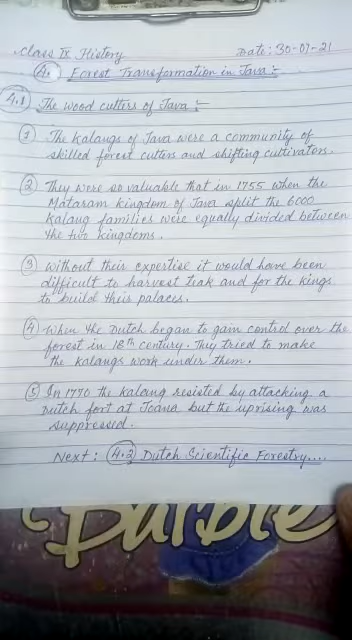 Class IX History
Date: 30-07-21
4. Forest Transformation in Java :-
4.1 The wood cutters of Java :-
1 The Kalangs of Java were a community of
skilled forest cutters and shifting cultivators.
2 They were so valuable that in 1755 when the
Mataram kingdom of Java split the 6000
Kalang families were equally divided between
the two kingdoms.
3 Without their expertise it would have been
difficult to harvest teak and for the kings
to build their palaces.
4 When the Dutch began to gain control over the
forest in 18th century. They tried to make
the kalangs work under them.
5 In 1770 the kalang resisted by attacking a
Dutch fort at Joana but the uprising was
suppressed.
Next : 4.2 Dutch Scientific Forestry....
Barbie